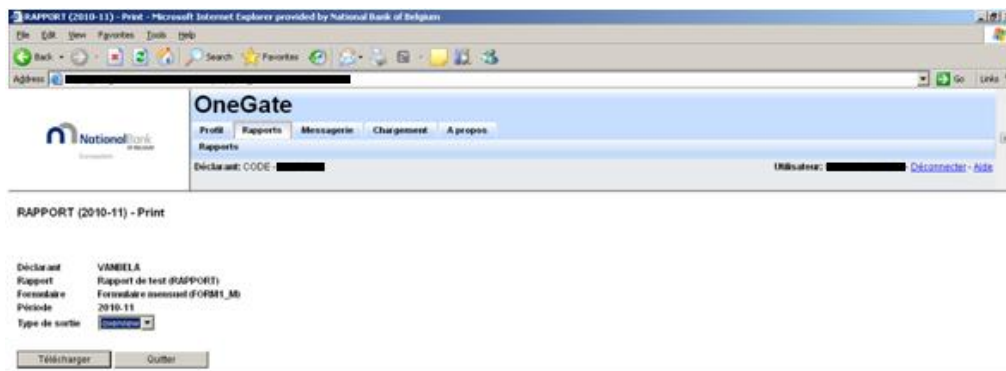 RAPPORT (2010-11) - Print - Microsoft Internet Explorer provided by National Bank of Belgium
File Edit View Favorites Tools Help
Back Search Favorites
Address Go Links
OneGate
Profil Rapports Messagerie Chargement A propos
NationalBank
Rapports
Déclarant: CODE - Utilisateur: - Déconnecter - Aide
RAPPORT (2010-11) - Print
Déclarant VANBELA
Rapport Rapport de test (RAPPORT)
Formulaire Formulaire mensuel (FORM1_M)
Période 2010-11
Type de sortie overview
Télécharger Quitter